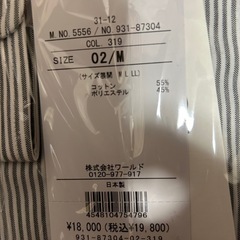 31-12
M.NO 5556 / NO 931-87304
COL. 319
SIZE 02/M
(サイズ展開 M L LL)
コットン 55%
ポリエステル 45%
株式会社ワールド
0120-977-917
日本製
¥18,000(税込¥19,800)
4548104754796
931-87304-02-319